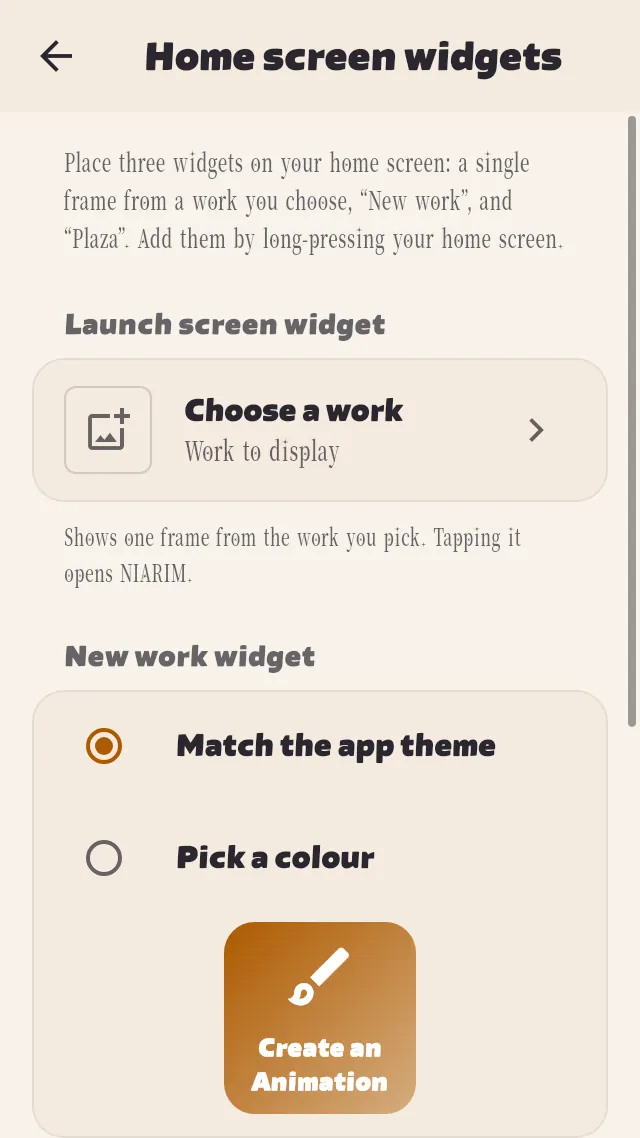 Home screen widgets
Place three widgets on your home screen: a single
frame from a work you choose, “New work”, and
“Plaza”. Add them by long-pressing your home screen.
Launch screen widget
Choose a work
Work to display
Shows one frame from the work you pick. Tapping it
opens NIARIM.
New work widget
Match the app theme
Pick a colour
Create an
Animation